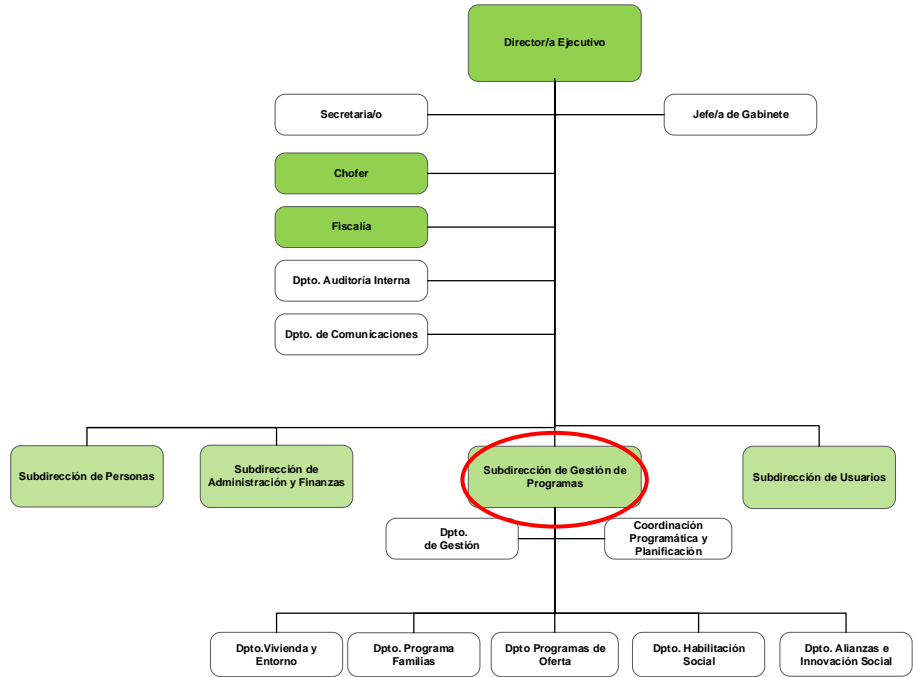 Director/a Ejecutivo
Secretaria/o
Jefe/a de Gabinete
Chofer
Fiscalía
Dpto. Auditoría Interna
Dpto. de Comunicaciones
Subdirección de Personas
Subdirección de
Administración y Finanzas
Subdirección de Gestión de
Programas
Subdirección de Usuarios
Dpto.
de Gestión
Coordinación
Programática y
Planificación
Dpto.Vivienda y
Entorno
Dpto. Programa
Familias
Dpto Programas de
Oferta
Dpto. Habilitación
Social
Dpto. Alianzas e
Innovación Social